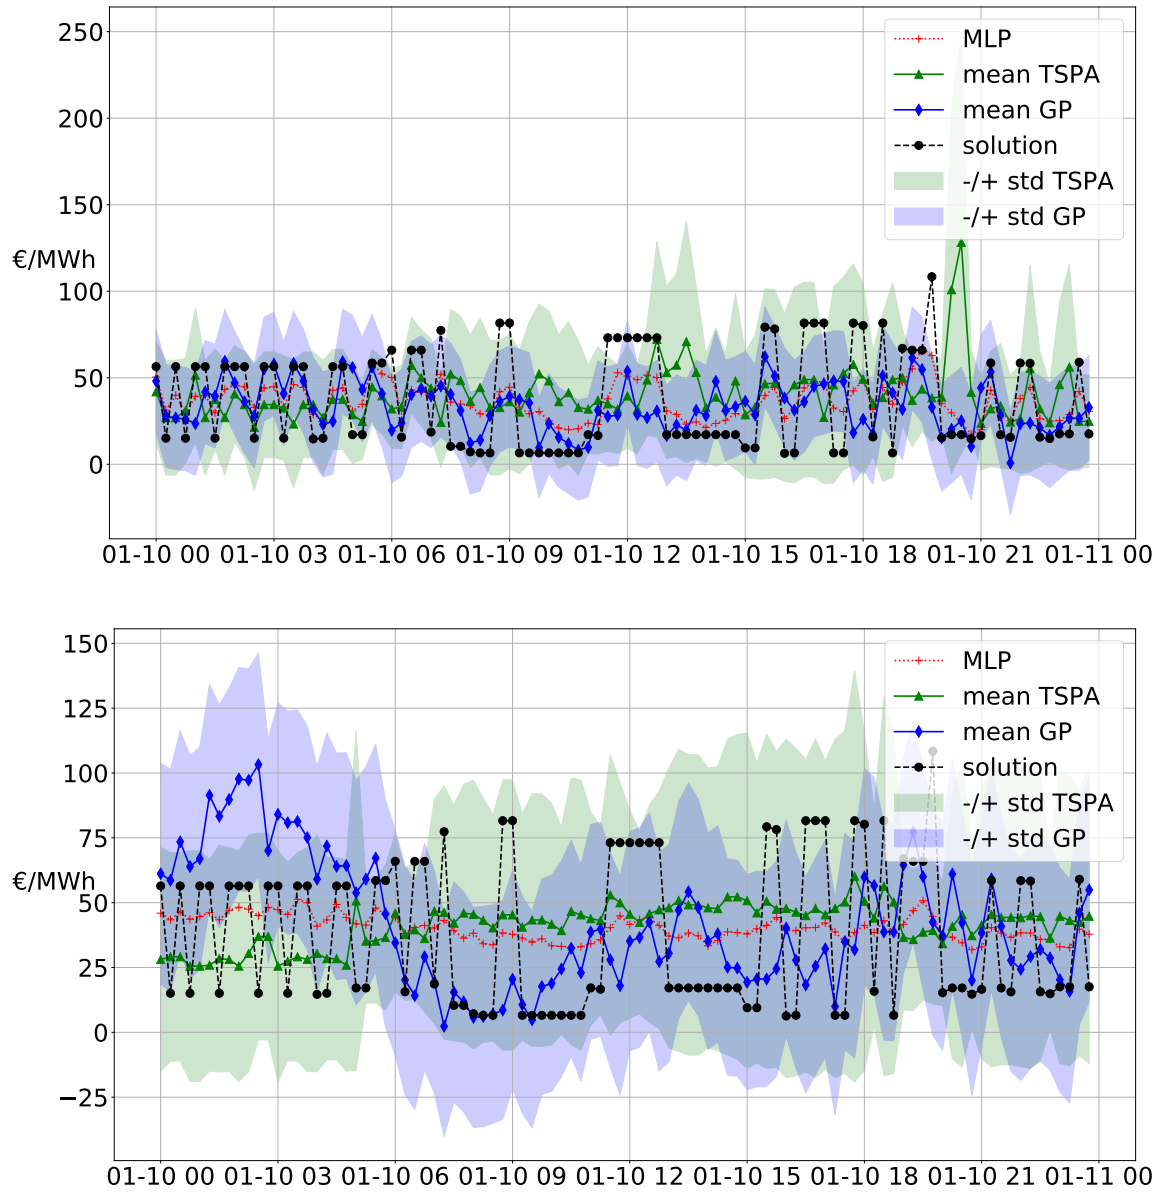 250
200
150
€/MWh
100
50
0
MLP
mean TSPA
mean GP
solution
-/+ std TSPA
-/+ std GP
01-10 00 01-10 03 01-10 06 01-10 09 01-10 12 01-10 15 01-10 18 01-10 21 01-11 00
150
125
100
€/MWh
75
50
25
0
−25
MLP
mean TSPA
mean GP
solution
-/+ std TSPA
-/+ std GP
01-10 00 01-10 03 01-10 06 01-10 09 01-10 12 01-10 15 01-10 18 01-10 21 01-11 00